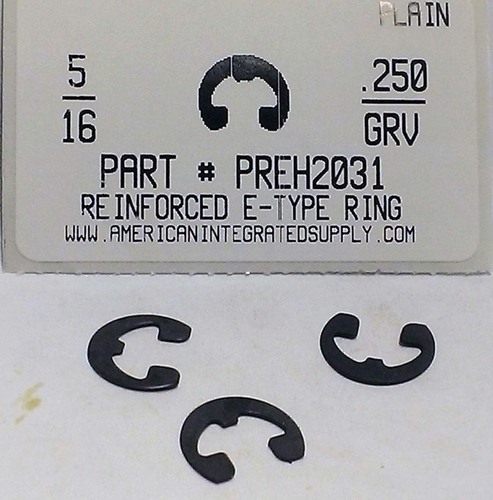 PLAIN
5/16
.250
GRV
PART # PREH2031
REINFORCED E-TYPE RING
WWW.AMERICANINTEGRATEDSUPPLY.COM